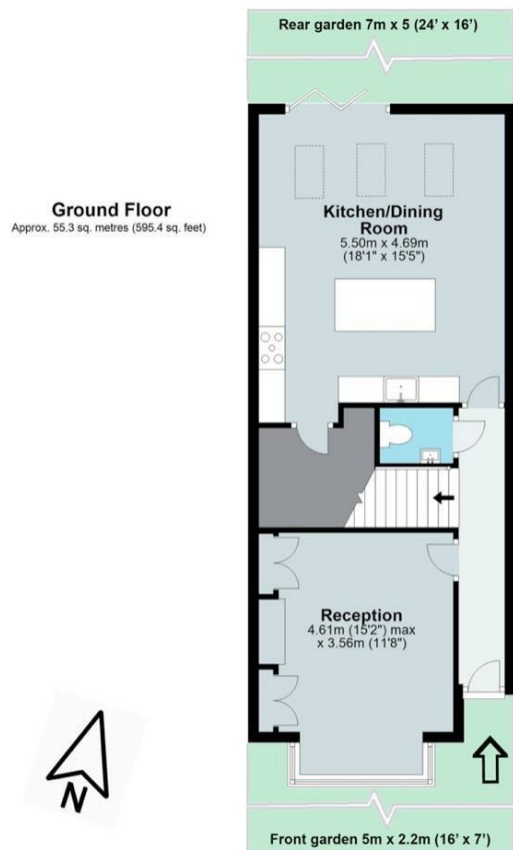 Rear garden 7m x 5 (24' x 16')
Ground Floor
Approx. 55.3 sq. metres (595.4 sq. feet)
Kitchen/Dining
Room
5.50m x 4.69m
(18'1" x 15'5")
Reception
4.61m (15'2") max
x 3.56m (11'8")
N
Front garden 5m x 2.2m (16' x 7')